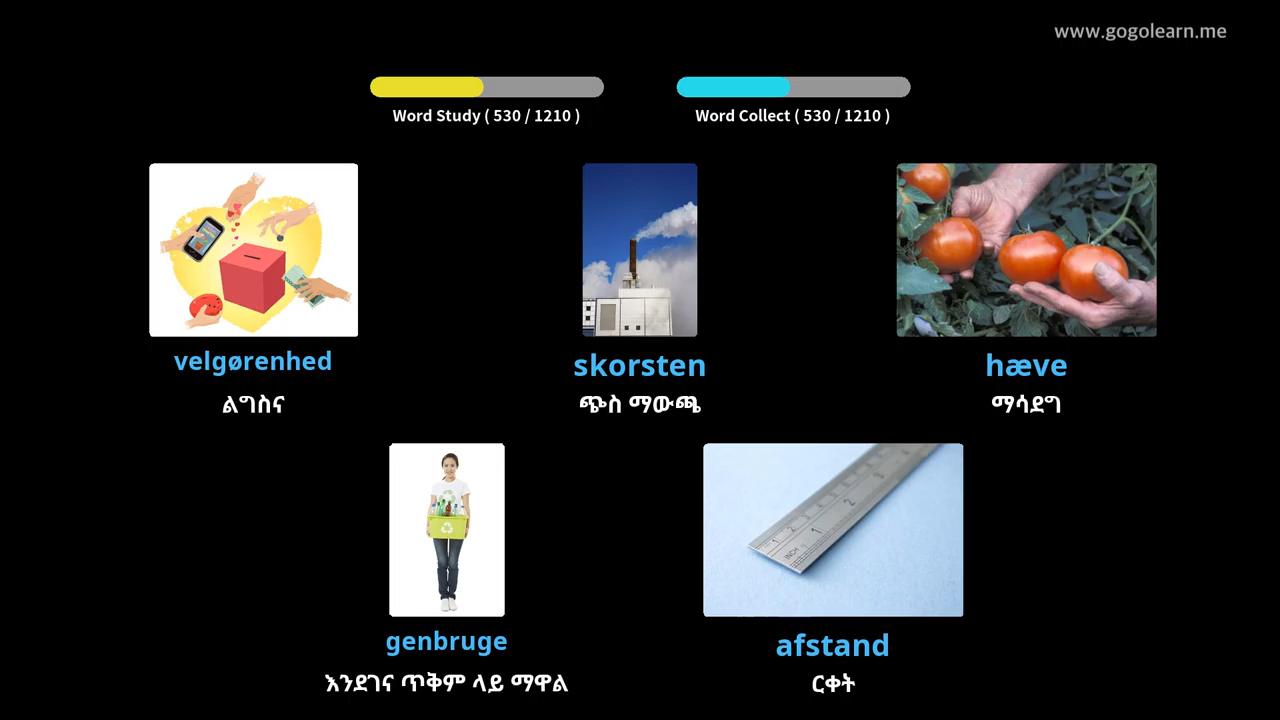 www.gogolearn.me
Word Study ( 530 / 1210 )
Word Collect ( 530 / 1210 )
velgørenhed
skorsten
hæve
ልግስና
ጭስ ማውጫ
ማሳደግ
genbruge
afstand
እንደገና ጥቅም ላይ ማዋል
ርቀት